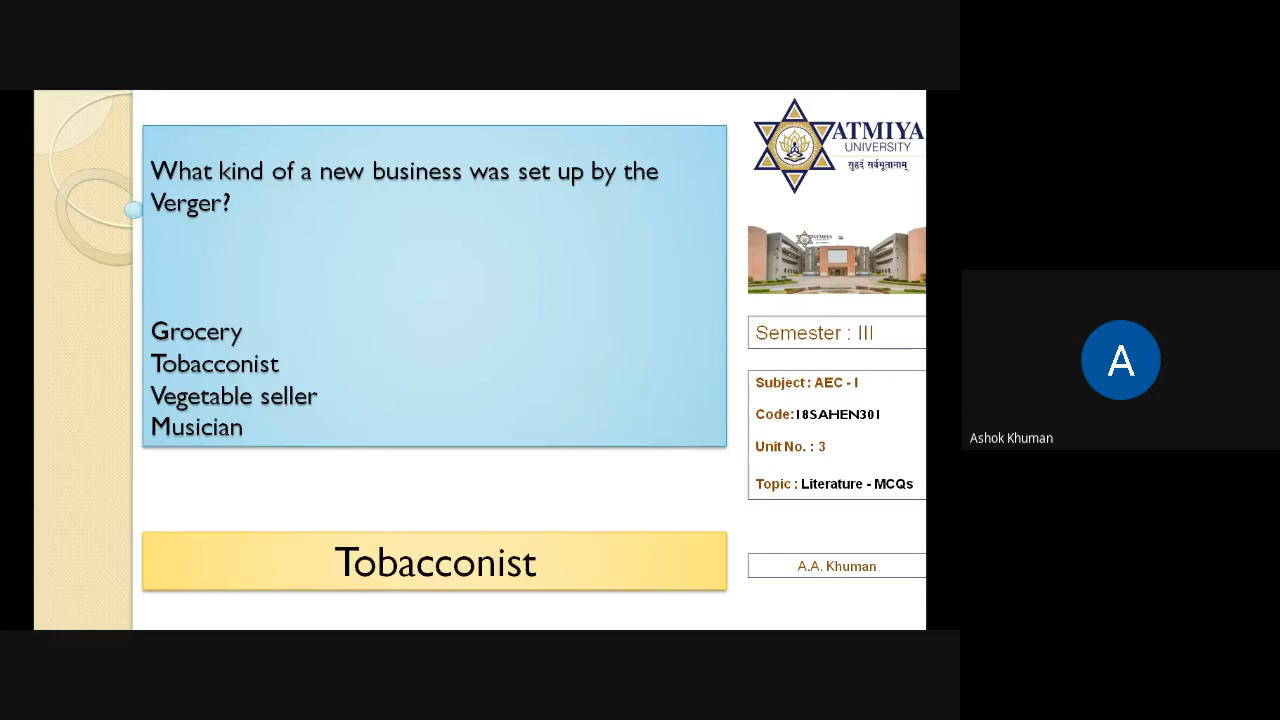 What kind of a new business was set up by the
Verger?
Grocery
Tobacconist
Vegetable seller
Musician
Tobacconist
ATMIYA
UNIVERSITY
सुहृदं सर्वभूतानाम्
ATMIYA
Semester : III
Subject : AEC - I
Code:18SAHEN301
Unit No. : 3
Topic : Literature - MCQs
A.A. Khuman
A
Ashok Khuman